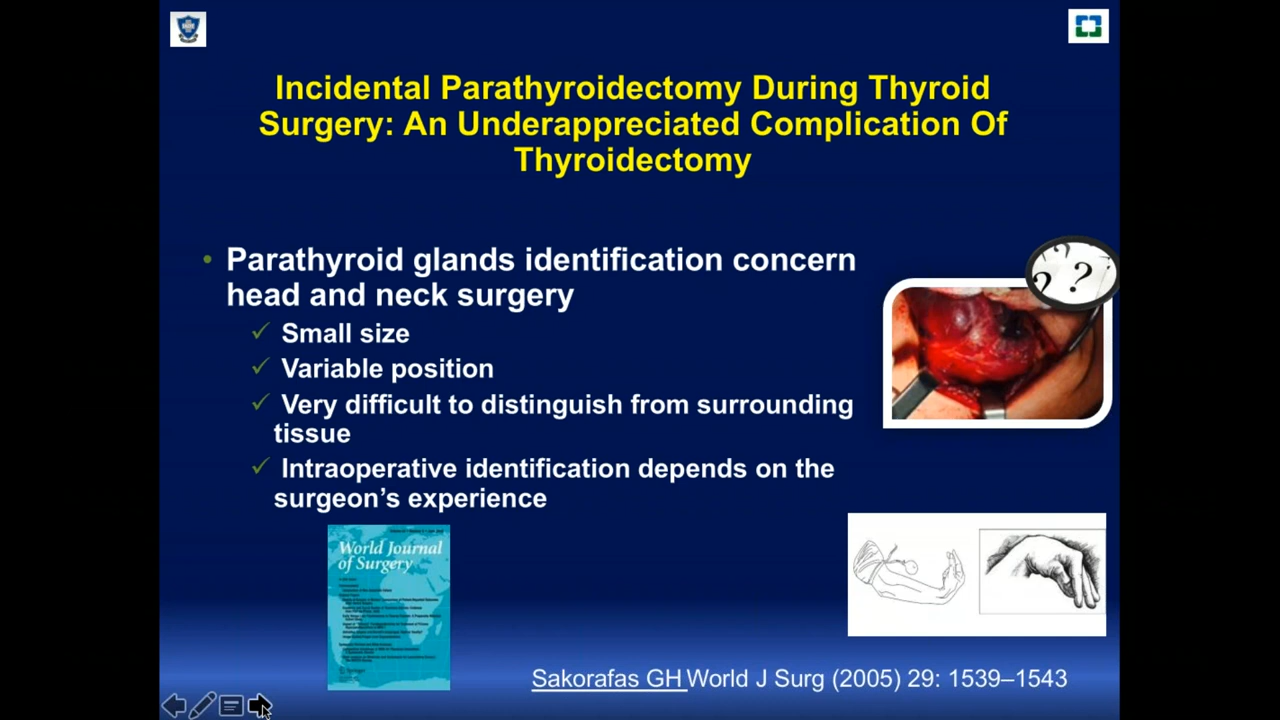 Incidental Parathyroidectomy During Thyroid
Surgery: An Underappreciated Complication Of
Thyroidectomy
• Parathyroid glands identification concern
head and neck surgery
✓ Small size
✓ Variable position
✓ Very difficult to distinguish from surrounding
tissue
✓ Intraoperative identification depends on the
surgeon’s experience
? ? ?
World Journal
of Surgery
Sakorafas GH World J Surg (2005) 29: 1539–1543